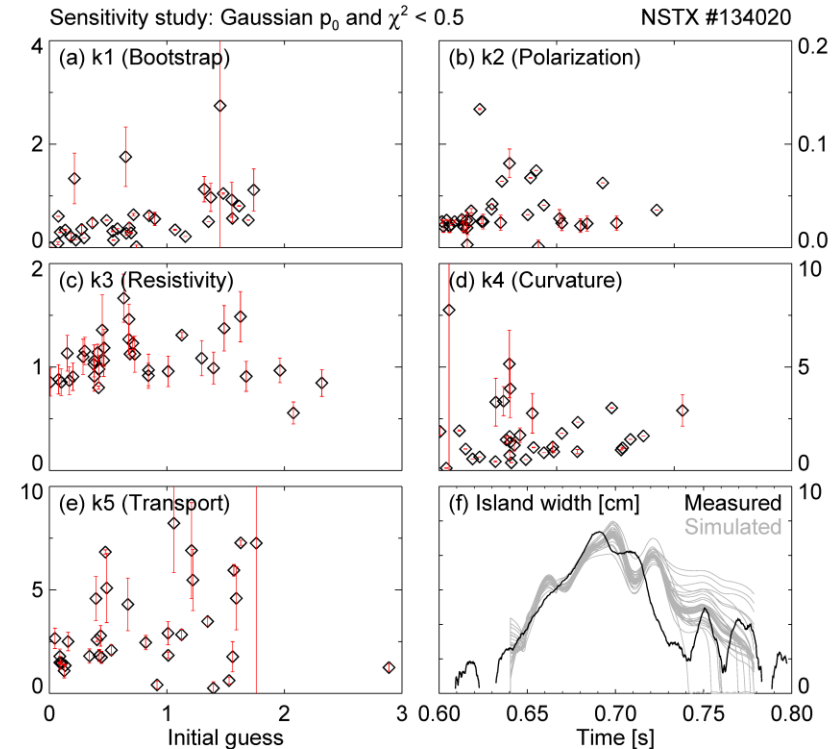 Sensitivity study: Gaussian p₀ and χ² < 0.5 NSTX #134020
(a) k1 (Bootstrap)
4
2
0
(b) k2 (Polarization)
0.2
0.1
0.0
(c) k3 (Resistivity)
2
1
0
(d) k4 (Curvature)
10
5
0
(e) k5 (Transport)
10
5
0
0 1 2 3
Initial guess
(f) Island width [cm] Measured
Simulated
10
5
0
0.60 0.65 0.70 0.75 0.80
Time [s]